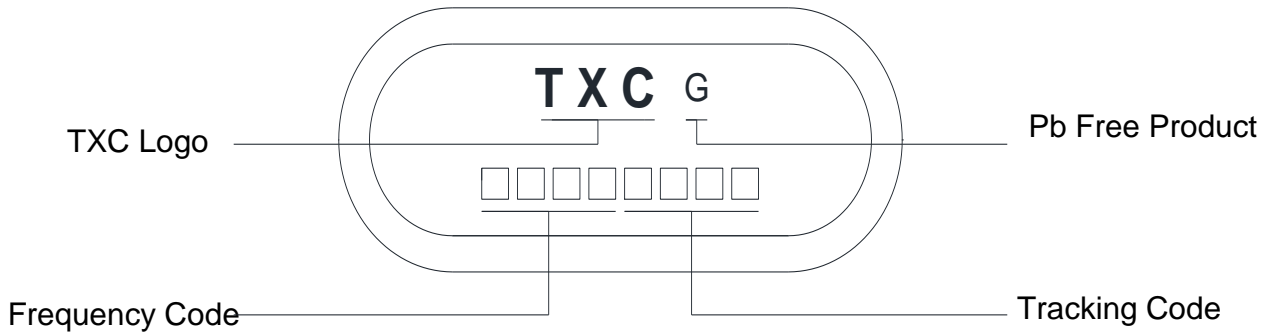 TXC G
TXC Logo
Pb Free Product
Frequency Code
Tracking Code